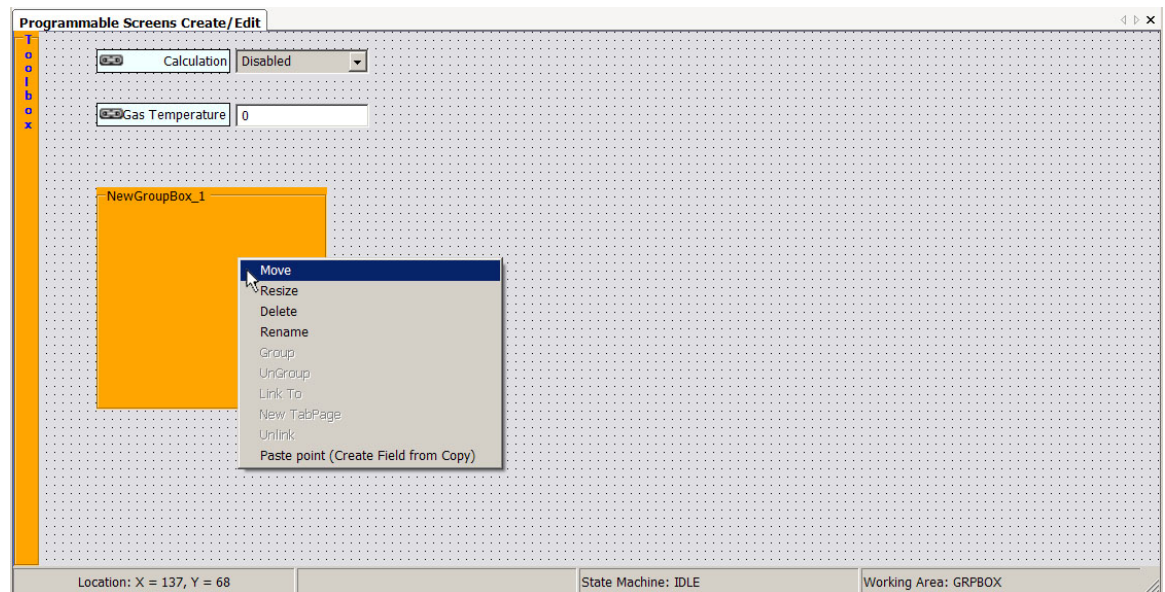 Programmable Screens Create/Edit
Toolbox
Calculation Disabled
Gas Temperature 0
NewGroupBox_1
Move
Resize
Delete
Rename
Group
UnGroup
Link To
New TabPage
Unlink
Paste point (Create Field from Copy)
Location: X = 137, Y = 68 State Machine: IDLE Working Area: GRPBOX